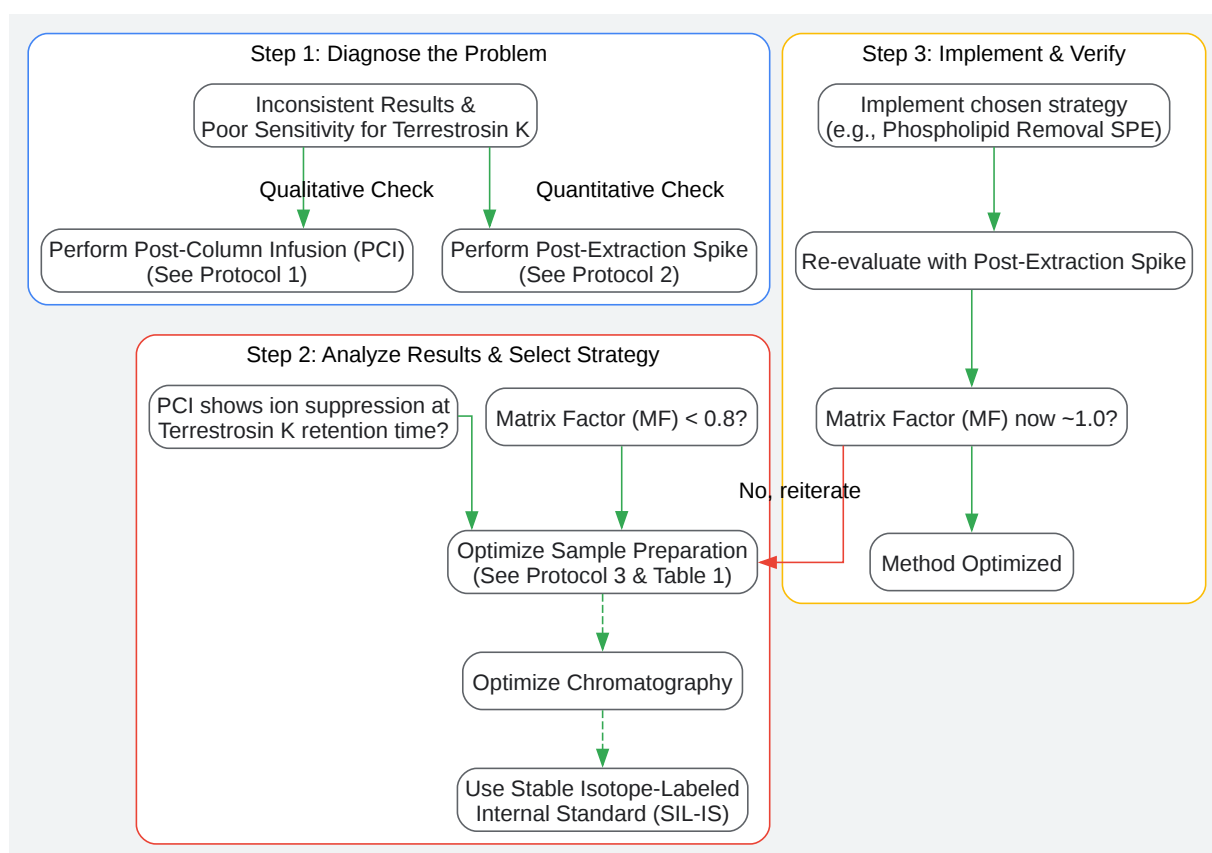 Step 1: Diagnose the Problem
Inconsistent Results &
Poor Sensitivity for Terrestrosin K
Qualitative Check
Quantitative Check
Perform Post-Column Infusion (PCI)
(See Protocol 1)
Perform Post-Extraction Spike
(See Protocol 2)
Step 2: Analyze Results & Select Strategy
PCI shows ion suppression at
Terrestrosin K retention time?
Matrix Factor (MF) < 0.8?
Optimize Sample Preparation
(See Protocol 3 & Table 1)
Optimize Chromatography
Use Stable Isotope-Labeled
Internal Standard (SIL-IS)
Step 3: Implement & Verify
Implement chosen strategy
(e.g., Phospholipid Removal SPE)
Re-evaluate with Post-Extraction Spike
Matrix Factor (MF) now ~1.0?
No, reiterate
Method Optimized